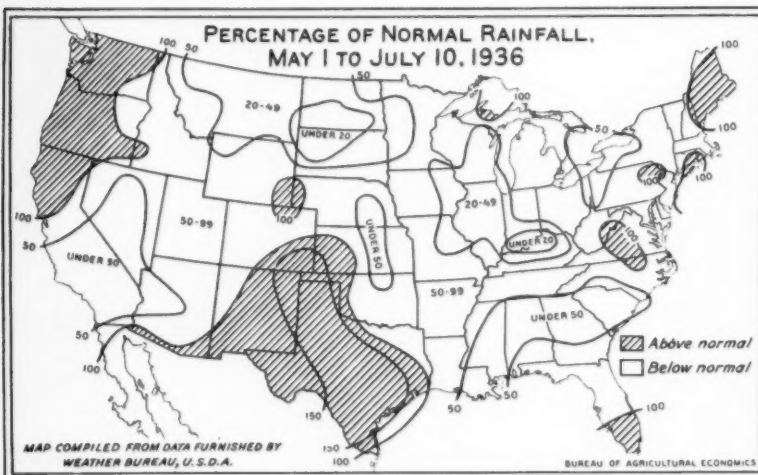 PERCENTAGE OF NORMAL RAINFALL,
MAY 1 TO JULY 10, 1936
100
50
50
100
100
20-49
UNDER 20
50
100
100
100
100
50-99
100
20-49
UNDER 20
100
50
UNDER 50
UNDER 50
50-99
UNDER 50
50
100
150
150
100
50
50
100
Above normal
Below normal
MAP COMPILED FROM DATA FURNISHED BY
WEATHER BUREAU, U.S.D.A.
BUREAU OF AGRICULTURAL ECONOMICS